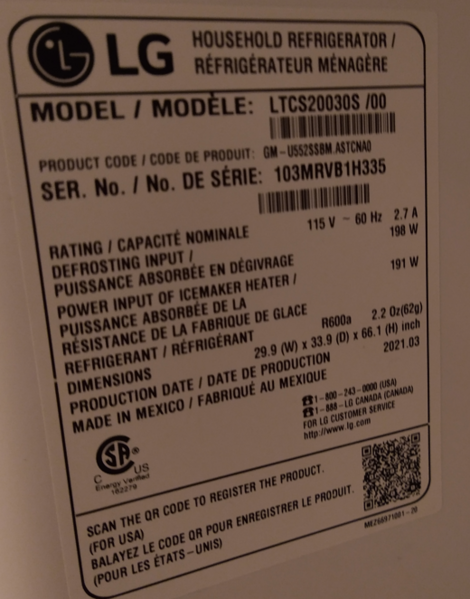 LG HOUSEHOLD REFRIGERATOR /
RÉFRIGÉRATEUR MÉNAGÈRE
MODEL / MODÈLE: LTCS20030S /00
PRODUCT CODE / CODE DE PRODUIT: GM-U552SSBM.ASTCNA0
SER. No. / No. DE SÉRIE: 103MRVB1H335
RATING / CAPACITÉ NOMINALE 115 V ~ 60 Hz 2.7 A
DEFROSTING INPUT / 198 W
PUISSANCE ABSORBÉE EN DÉGIVRAGE
POWER INPUT OF ICEMAKER HEATER / 191 W
PUISSANCE ABSORBÉE DE LA
RÉSISTANCE DE LA FABRIQUE DE GLACE
REFRIGERANT / RÉFRIGÉRANT R600a 2.2 Oz(62g)
DIMENSIONS 29.9 (W) x 33.9 (D) x 66.1 (H) inch
PRODUCTION DATE / DATE DE PRODUCTION 2021.03
MADE IN MEXICO / FABRIQUÉ AU MEXIQUE
☎1-800-243-0000 (USA)
☎1-888-LG CANADA (CANADA)
FOR LG CUSTOMER SERVICE
http://www.lg.com
CSA
C US
Energy Verified
162279
SCAN THE QR CODE TO REGISTER THE PRODUCT.
(FOR USA)
BALAYEZ LE CODE QR POUR ENREGISTRER LE PRODUIT.
(POUR LES ÉTATS-UNIS)